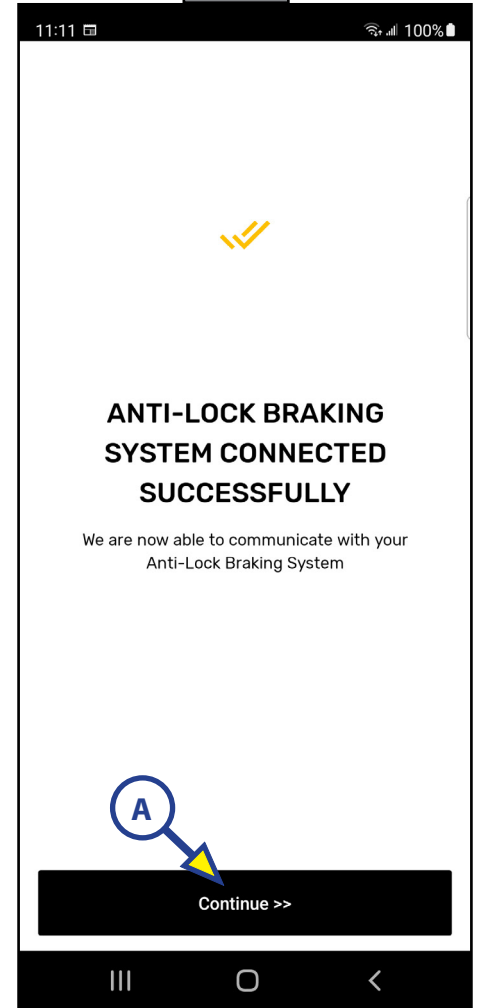 11:11 100%
ANTI-LOCK BRAKING
SYSTEM CONNECTED
SUCCESSFULLY
We are now able to communicate with your
Anti-Lock Braking System
A
Continue >>